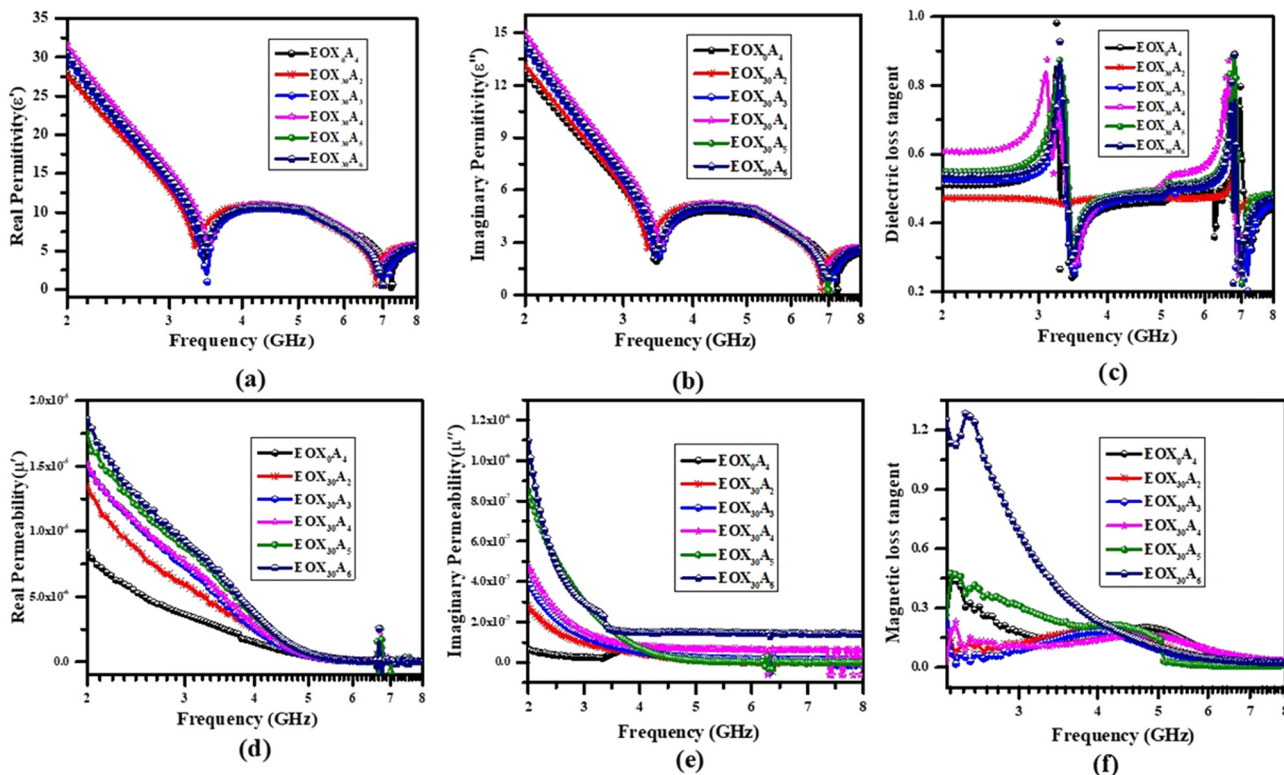 Real Permitivity(ε')
35
30
25
20
15
10
5
0
EOX₀A₄
EOX₃₀A₂
EOX₃₀A₃
EOX₃₀A₄
EOX₃₀A₅
EOX₃₀A₆
2 3 4 5 6 7 8
Frequency (GHz)
(a)
Imaginary Permitivity(ε'')
15
12
9
6
3
0
EOX₀A₄
EOX₃₀A₂
EOX₃₀A₃
EOX₃₀A₄
EOX₃₀A₅
EOX₃₀A₆
2 3 4 5 6 7 8
Frequency (GHz)
(b)
Dielectric loss tangent
1.0
0.8
0.6
0.4
0.2
EOX₀A₄
EOX₃₀A₂
EOX₃₀A₃
EOX₃₀A₄
EOX₃₀A₅
EOX₃₀A₆
2 3 4 5 6 7 8
Frequency (GHz)
(c)
Real Permeability(μ')
2.0x10⁻⁵
1.5x10⁻⁵
1.0x10⁻⁵
5.0x10⁻⁶
0.0
EOX₀A₄
EOX₃₀A₂
EOX₃₀A₃
EOX₃₀A₄
EOX₃₀A₅
EOX₃₀A₆
2 3 4 5 6 7 8
Frequency (GHz)
(d)
Imaginary Permeability(μ'')
1.2x10⁻⁶
1.0x10⁻⁶
8.0x10⁻⁷
6.0x10⁻⁷
4.0x10⁻⁷
2.0x10⁻⁷
0.0
EOX₀A₄
EOX₃₀A₂
EOX₃₀A₃
EOX₃₀A₄
EOX₃₀A₅
EOX₃₀A₆
2 3 4 5 6 7 8
Frequency (GHz)
(e)
Magnetic loss tangent
1.2
0.9
0.6
0.3
0.0
EOX₀A₄
EOX₃₀A₂
EOX₃₀A₃
EOX₃₀A₄
EOX₃₀A₅
EOX₃₀A₆
3 4 5 6 7 8
Frequency (GHz)
(f)